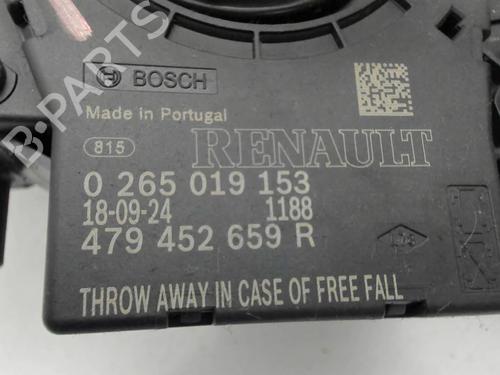 BOSCH
Made in Portugal
815
RENAULT
0 265 019 153
18-09-24 1188
479 452 659 R
THROW AWAY IN CASE OF FREE FALL
B-PARTS